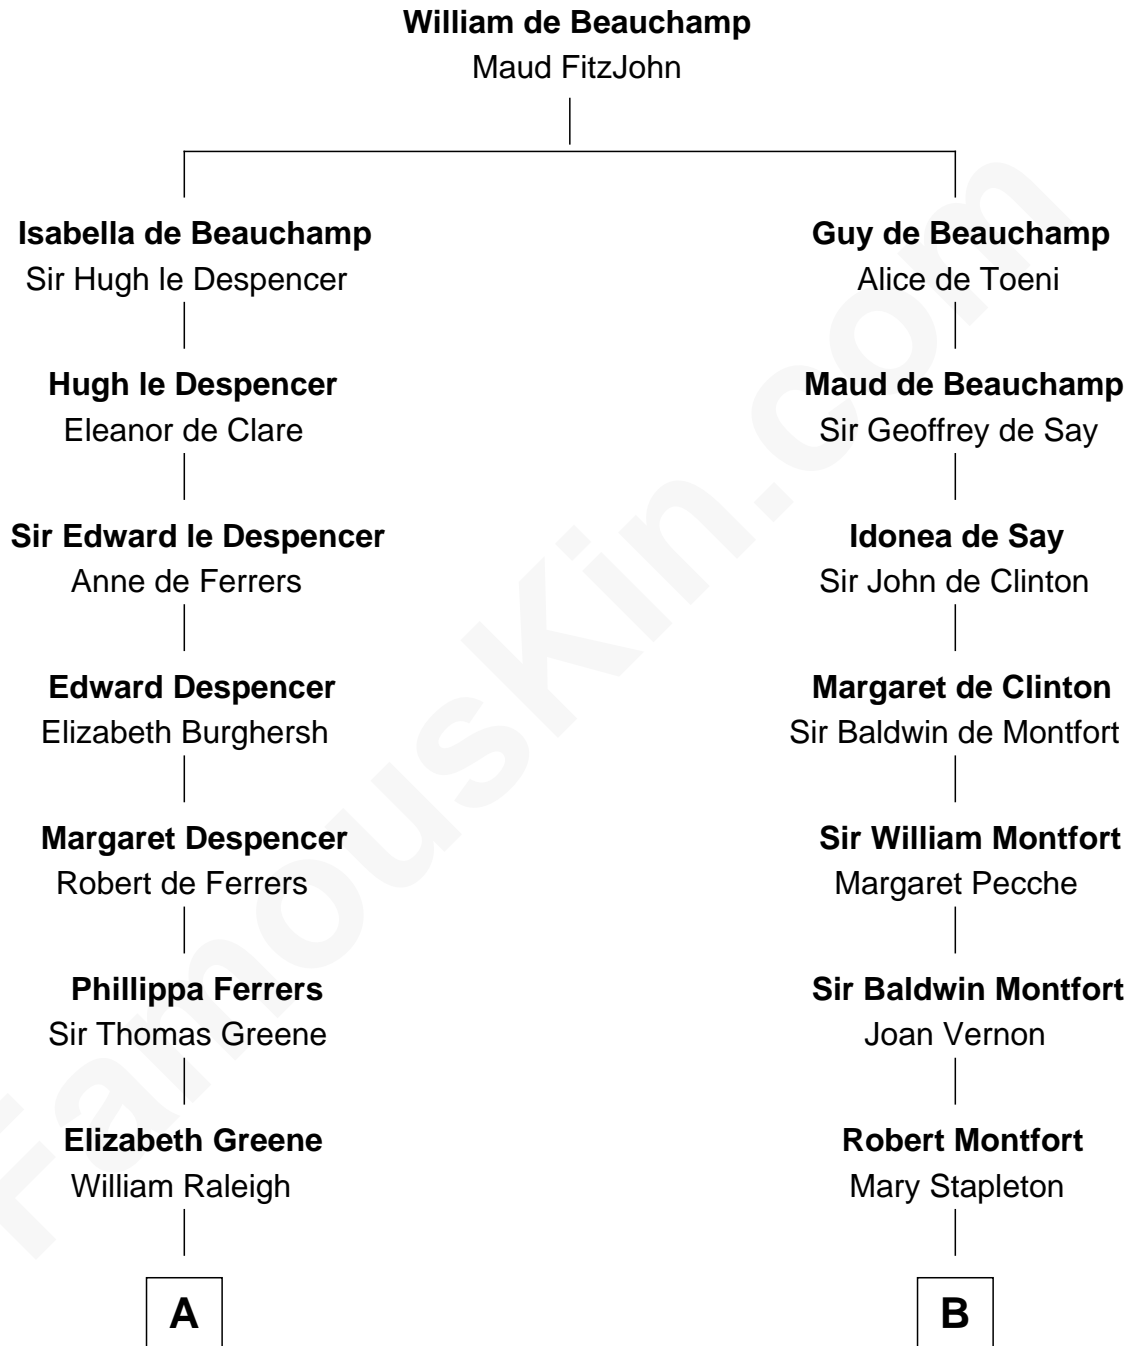 William de Beauchamp
Maud FitzJohn
Isabella de Beauchamp
Sir Hugh le Despencer
Guy de Beauchamp
Alice de Toeni
Hugh le Despencer
Eleanor de Clare
Maud de Beauchamp
Sir Geoffrey de Say
Sir Edward le Despencer
Anne de Ferrers
Idonea de Say
Sir John de Clinton
Edward Despencer
Elizabeth Burghersh
Margaret de Clinton
Sir Baldwin de Montfort
Margaret Despencer
Robert de Ferrers
Sir William Montfort
Margaret Pecche
Phillippa Ferrers
Sir Thomas Greene
Sir Baldwin Montfort
Joan Vernon
Elizabeth Greene
William Raleigh
Robert Montfort
Mary Stapleton
A
B
FamousKin.com